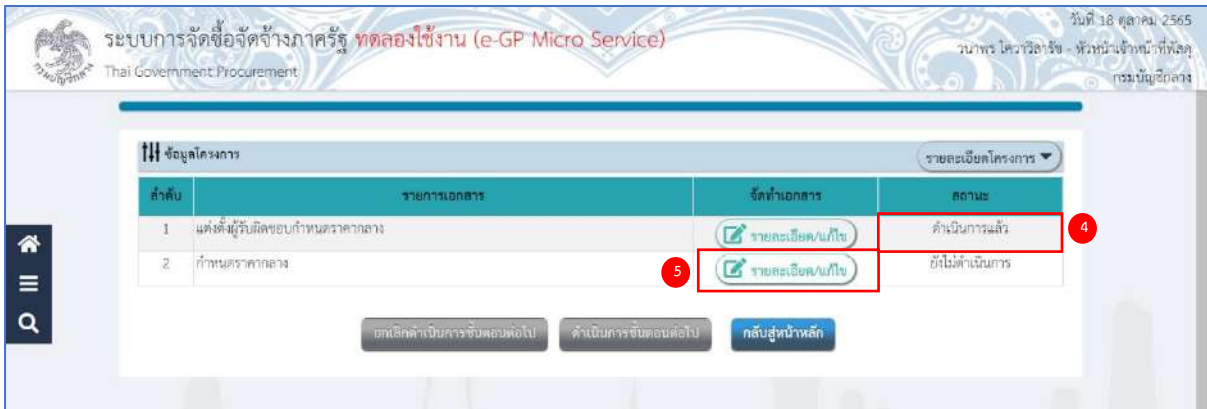 วันที่ 18 ตุลาคม 2565
ระบบการจัดซื้อจัดจ้างภาครัฐ ทดลองใช้งาน (e-GP Micro Service)
วนาพร ไควาวิสารัช - หัวหน้าเจ้าหน้าที่พัสดุ
Thai Government Procurement
กรมบัญชีกลาง
ข้อมูลโครงการ
รายละเอียดโครงการ
ลำดับ รายการเอกสาร จัดทำเอกสาร สถานะ
1 แต่งตั้งผู้รับผิดชอบกำหนดราคากลาง รายละเอียด/แก้ไข ดำเนินการแล้ว 4
2 กำหนดราคากลาง 5 รายละเอียด/แก้ไข ยังไม่ดำเนินการ
ยกเลิกดำเนินการขั้นตอนต่อไป ดำเนินการขั้นตอนต่อไป กลับสู่หน้าหลัก